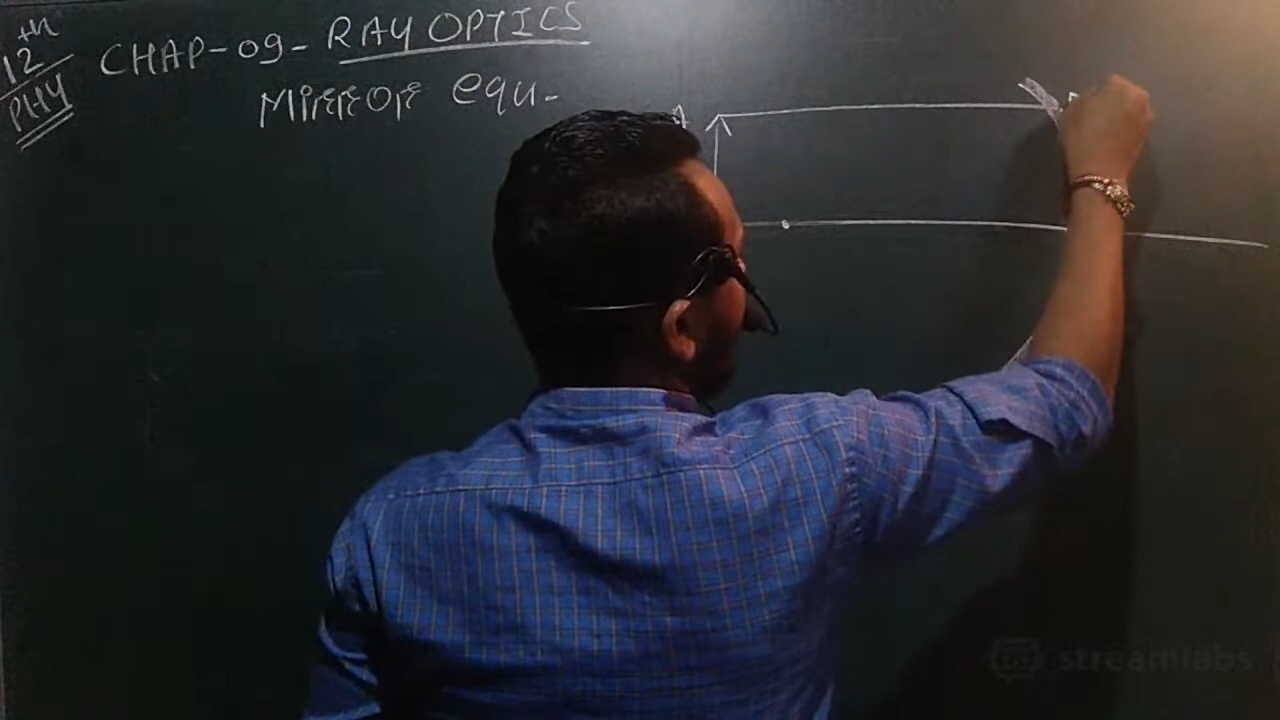 12th
PHY
CHAP-09- RAY OPTICS
Mirror equ.
A
streamlabs